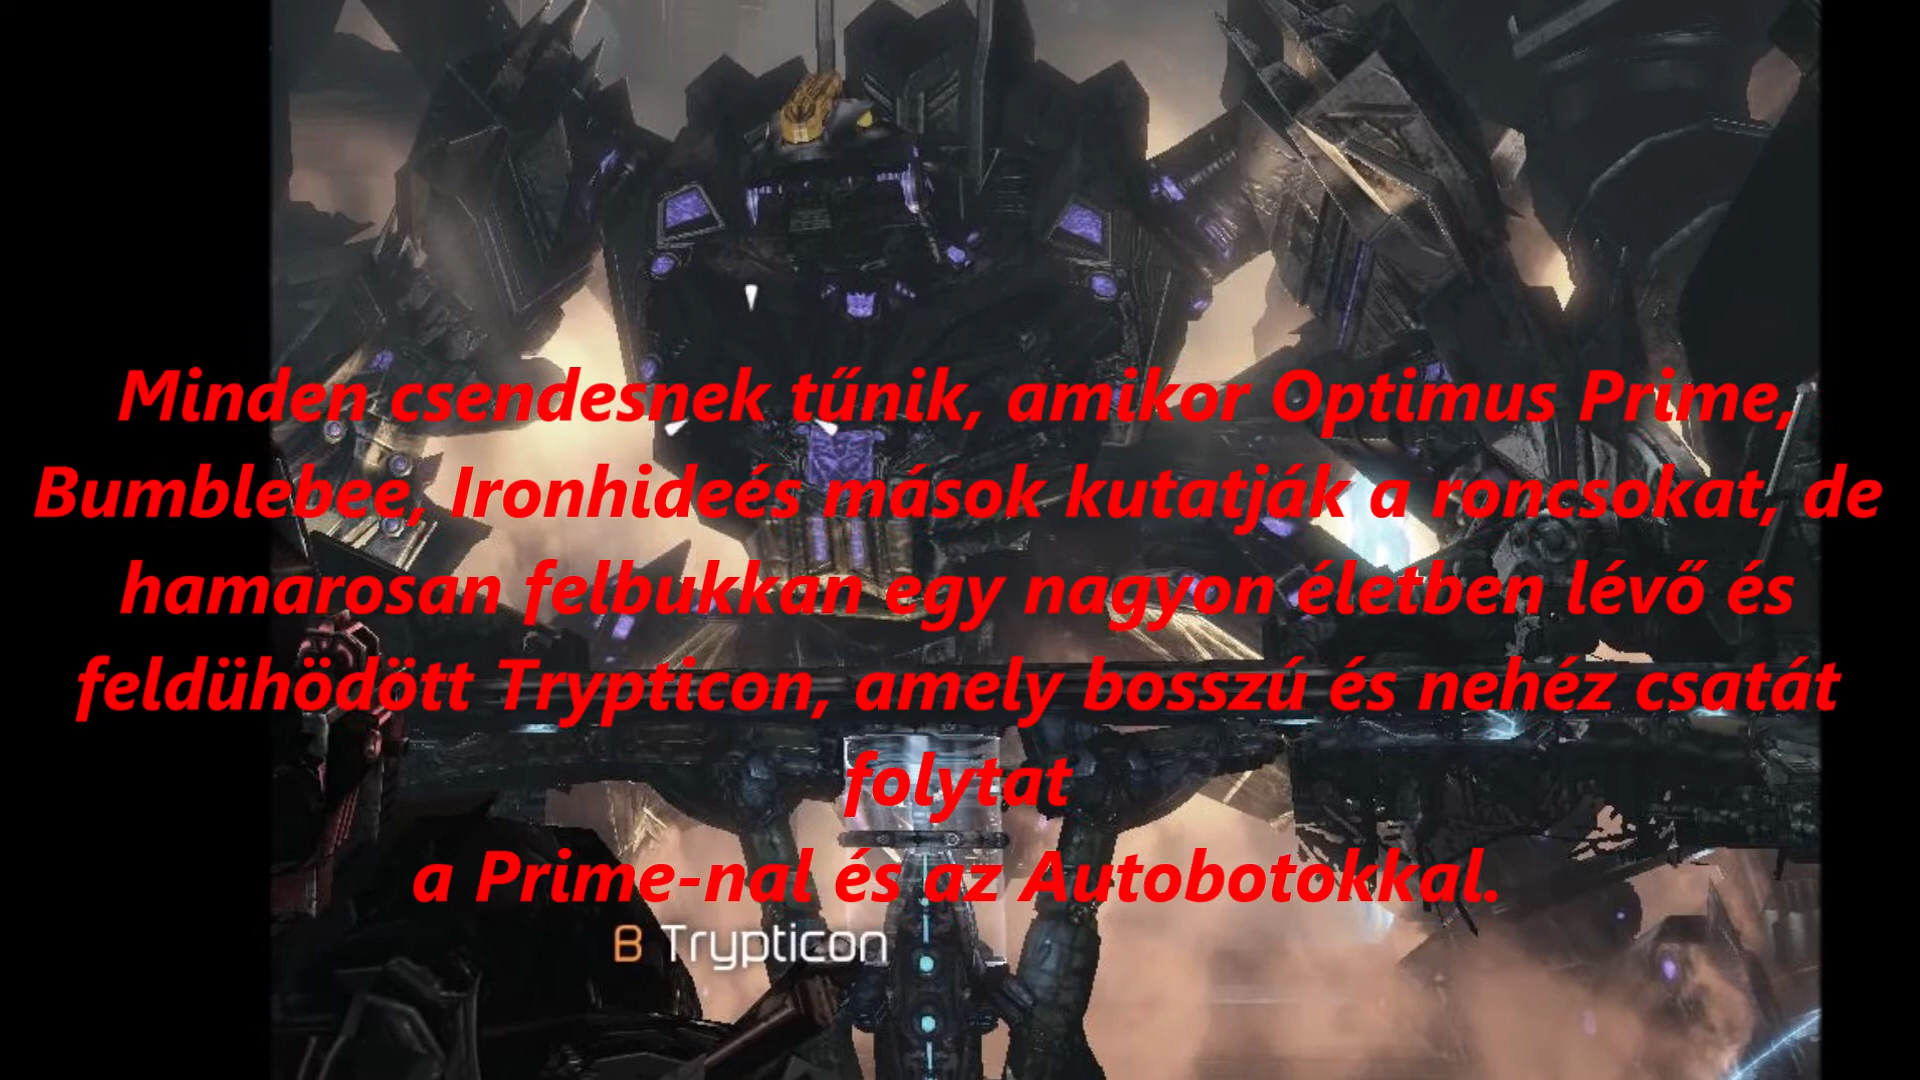 Minden csendesnek tűnik, amikor Optimus Prime,
Bumblebee, Ironhideés mások kutatják a roncsokat, de
hamarosan felbukkan egy nagyon életben lévő és
feldühödött Trypticon, amely bosszú és nehéz csatát
folytat
a Prime-nal és az Autobotokkal.
B Trypticon